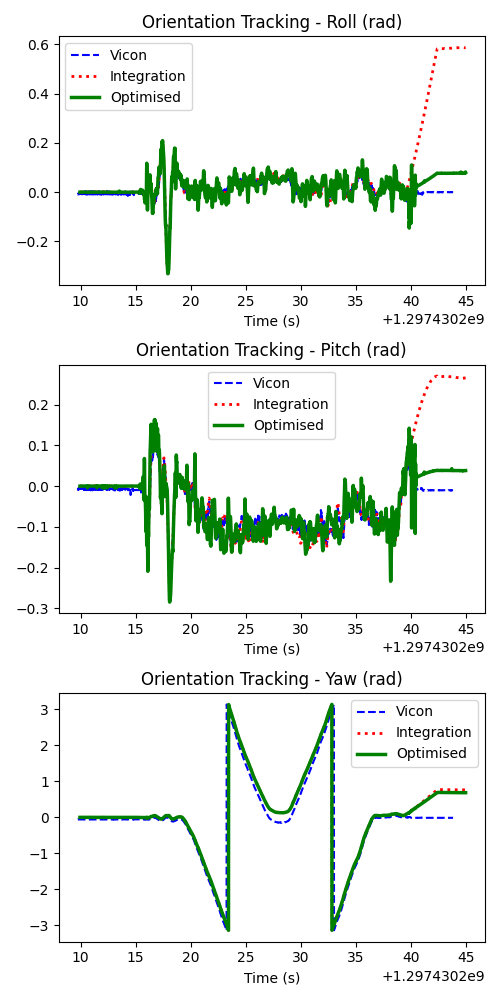 Orientation Tracking - Roll (rad)
Vicon
Integration
Optimised
0.6
0.4
0.2
0.0
−0.2
10 15 20 25 30 35 40 45
Time (s)
+1.2974302e9
Orientation Tracking - Pitch (rad)
Vicon
Integration
Optimised
0.2
0.1
0.0
−0.1
−0.2
−0.3
10 15 20 25 30 35 40 45
Time (s)
+1.2974302e9
Orientation Tracking - Yaw (rad)
Vicon
Integration
Optimised
3
2
1
0
−1
−2
−3
10 15 20 25 30 35 40 45
Time (s)
+1.2974302e9